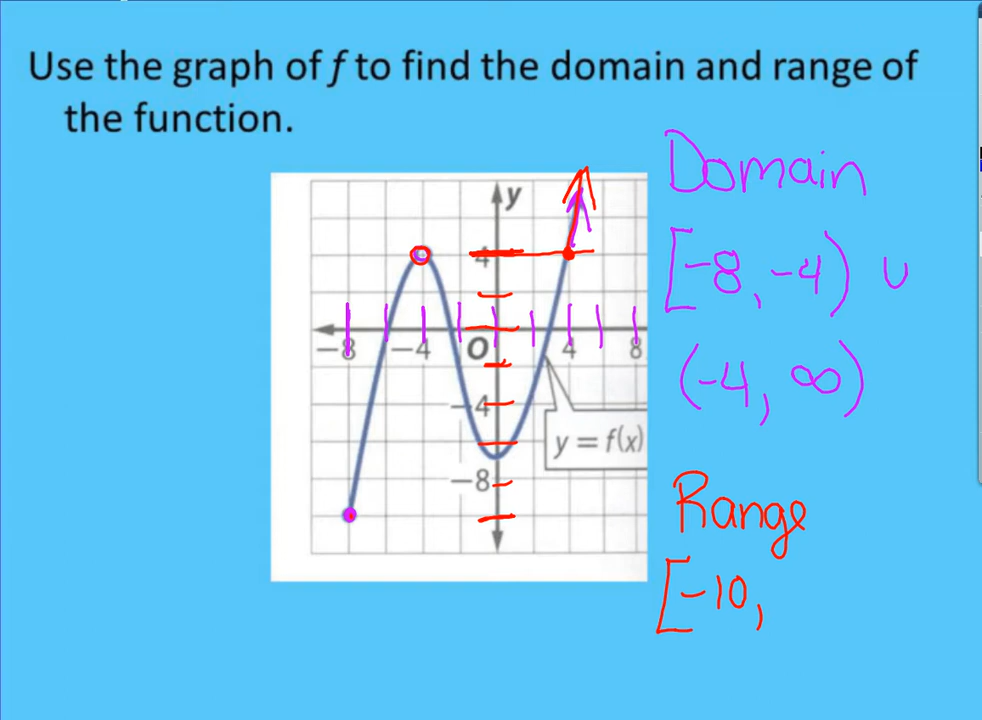 Use the graph of f to find the domain and range of
the function.
Domain
[-8, -4) ∪
(-4, ∞)
Range
[-10,
y
4
-8 -4 O 4 8
-4
y = f(x)
-8